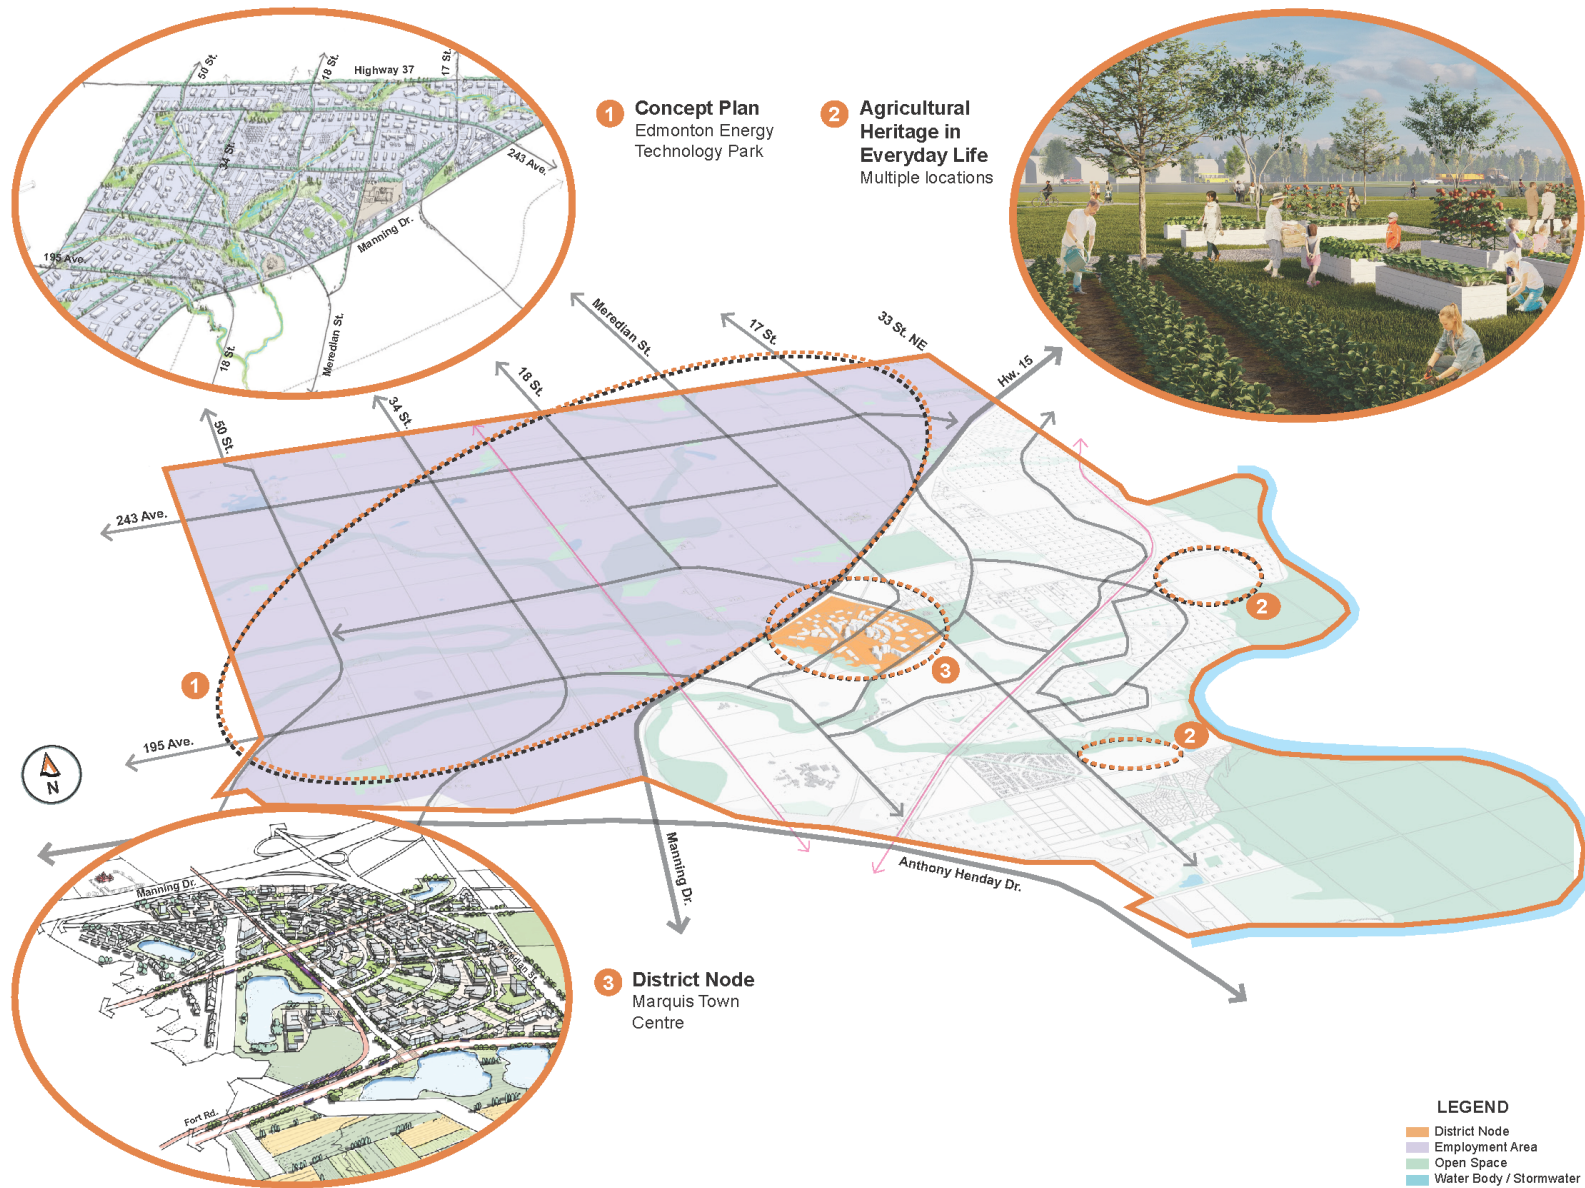 50 St.
18 St.
Highway 37
17 St.
34 St.
243 Ave.
Manning Dr.
195 Ave.
18 St.
Meredian St.
1
Concept Plan
Edmonton Energy
Technology Park
2
Agricultural
Heritage in
Everyday Life
Multiple locations
Meredian St.
17 St.
33 St. NE
Hw. 15
18 St.
34 St.
50 St.
243 Ave.
2
3
1
2
195 Ave.
N
Manning Dr.
Anthony Henday Dr.
Manning Dr.
Fort Rd.
3
District Node
Marquis Town
Centre
LEGEND
District Node
Employment Area
Open Space
Water Body / Stormwater